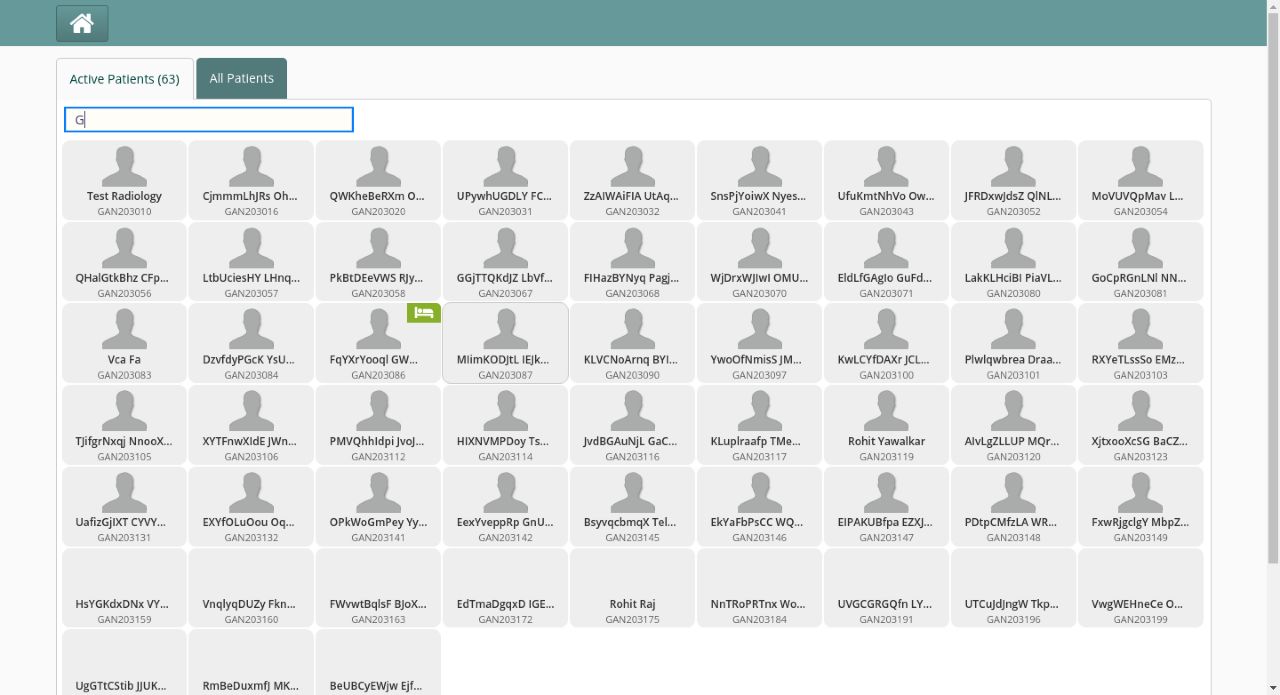 Active Patients (63) All Patients
G
Test Radiology CjmmmLhJRs Oh... QWKheBeRXm O... UPywhUGDLY FC... ZzAIWAiFIA UtAq... SnsPjYoiwX Nyes... UfuKmtNhVo Ow... JFRDxwJdsZ QlNL... MoVUVQpMav L...
GAN203010 GAN203016 GAN203020 GAN203031 GAN203032 GAN203041 GAN203043 GAN203052 GAN203054
QHalGtkBhz CFp... LtbUciesHY LHnq... PkBtDEeVWS RJy... GGjTTQKdJZ LbVf... FIHazBYNyq Pagj... WjDrxWJIwI OMU... EldLfGAgIo GuFd... LakKLHciBI PiaVL... GoCpRGnLNl NN...
GAN203056 GAN203057 GAN203058 GAN203067 GAN203068 GAN203070 GAN203071 GAN203080 GAN203081
Vca Fa DzvfdyPGcK YsU... FqYXrYooql GW... MIimKODJtL IEJk... KLVCNoArnq BYI... YwoOfNmisS JM... KwLCYfDAXr JCL... Plwlqwbrea Draa... RXYeTLssSo EMz...
GAN203083 GAN203084 GAN203086 GAN203087 GAN203090 GAN203097 GAN203100 GAN203101 GAN203103
TJifgrNxqj NnooX... XYTFnwXIdE JWn... PMVQhhIdpi JvoJ... HIXNVMPDoy Ts... JvdBGAuNjL GaC... KLuplraafp TMe... Rohit Yawalkar AIvLgZLLUP MQr... XjtxooXcSG BaCZ...
GAN203105 GAN203106 GAN203112 GAN203114 GAN203116 GAN203117 GAN203119 GAN203120 GAN203123
UafizGjIXT CYVY... EXYfOLuOou Oq... OPkWoGmPey Yy... EexYveppRp GnU... BsyvqcbmqX Tel... EkYaFbPsCC WQ... EIPAKUBfpa EZXJ... PDtpCMfzLA WR... FxwRjgclgY MbpZ...
GAN203131 GAN203132 GAN203141 GAN203142 GAN203145 GAN203146 GAN203147 GAN203148 GAN203149
HsYGKdxDNx VY... VnqlyqDUZy Fkn... FWvwtBqlsF BJoX... EdTmaDgqxD IGE... Rohit Raj NnTRoPRTnx Wo... UVGCGRGQfn LY... UTCuJdJngW Tkp... VwgWEHneCe O...
GAN203159 GAN203160 GAN203163 GAN203172 GAN203175 GAN203184 GAN203191 GAN203196 GAN203199
UgGTtCStib JJUK... RmBeDuxmfJ MK... BeUBCyEWjw Ejf...